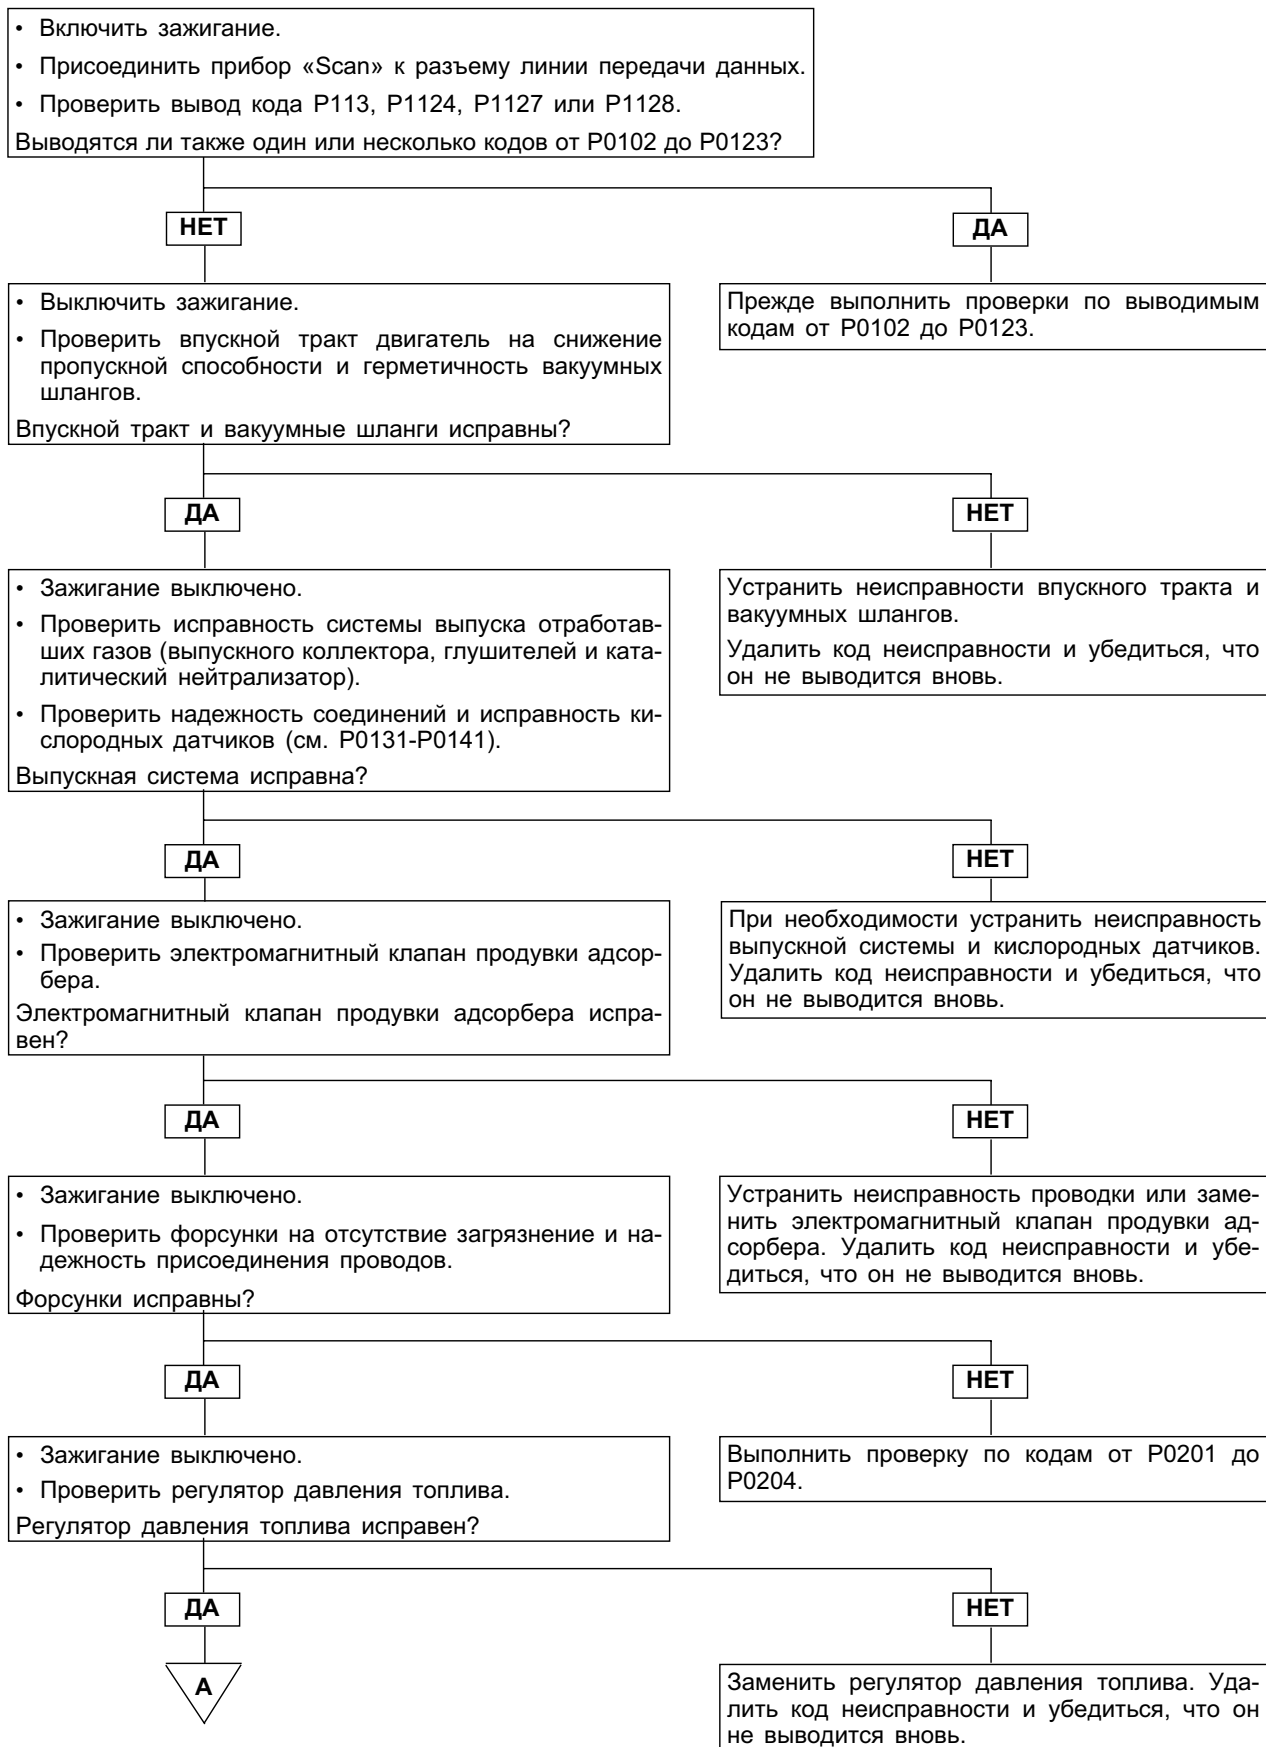 • Включить зажигание.
• Присоединить прибор «Scan» к разъему линии передачи данных.
• Проверить вывод кода P113, P1124, P1127 или P1128.
Выводятся ли также один или несколько кодов от P0102 до P0123?
НЕТ
ДА
• Выключить зажигание.
• Проверить впускной тракт двигатель на снижение
пропускной способности и герметичность вакуумных
шлангов.
Впускной тракт и вакуумные шланги исправны?
Прежде выполнить проверки по выводимым
кодам от P0102 до P0123.
ДА
НЕТ
• Зажигание выключено.
• Проверить исправность системы выпуска отработав-
ших газов (выпускного коллектора, глушителей и ката-
литический нейтрализатор).
• Проверить надежность соединений и исправность ки-
слородных датчиков (см. P0131-P0141).
Выпускная система исправна?
Устранить неисправности впускного тракта и
вакуумных шлангов.
Удалить код неисправности и убедиться, что
он не выводится вновь.
ДА
НЕТ
• Зажигание выключено.
• Проверить электромагнитный клапан продувки адсор-
бера.
Электромагнитный клапан продувки адсорбера испра-
вен?
При необходимости устранить неисправность
выпускной системы и кислородных датчиков.
Удалить код неисправности и убедиться, что
он не выводится вновь.
ДА
НЕТ
• Зажигание выключено.
• Проверить форсунки на отсутствие загрязнение и на-
дежность присоединения проводов.
Форсунки исправны?
Устранить неисправность проводки или заме-
нить электромагнитный клапан продувки ад-
сорбера. Удалить код неисправности и убе-
диться, что он не выводится вновь.
ДА
НЕТ
• Зажигание выключено.
• Проверить регулятор давления топлива.
Регулятор давления топлива исправен?
Выполнить проверку по кодам от P0201 до
P0204.
ДА
НЕТ
А
Заменить регулятор давления топлива. Уда-
лить код неисправности и убедиться, что он
не выводится вновь.